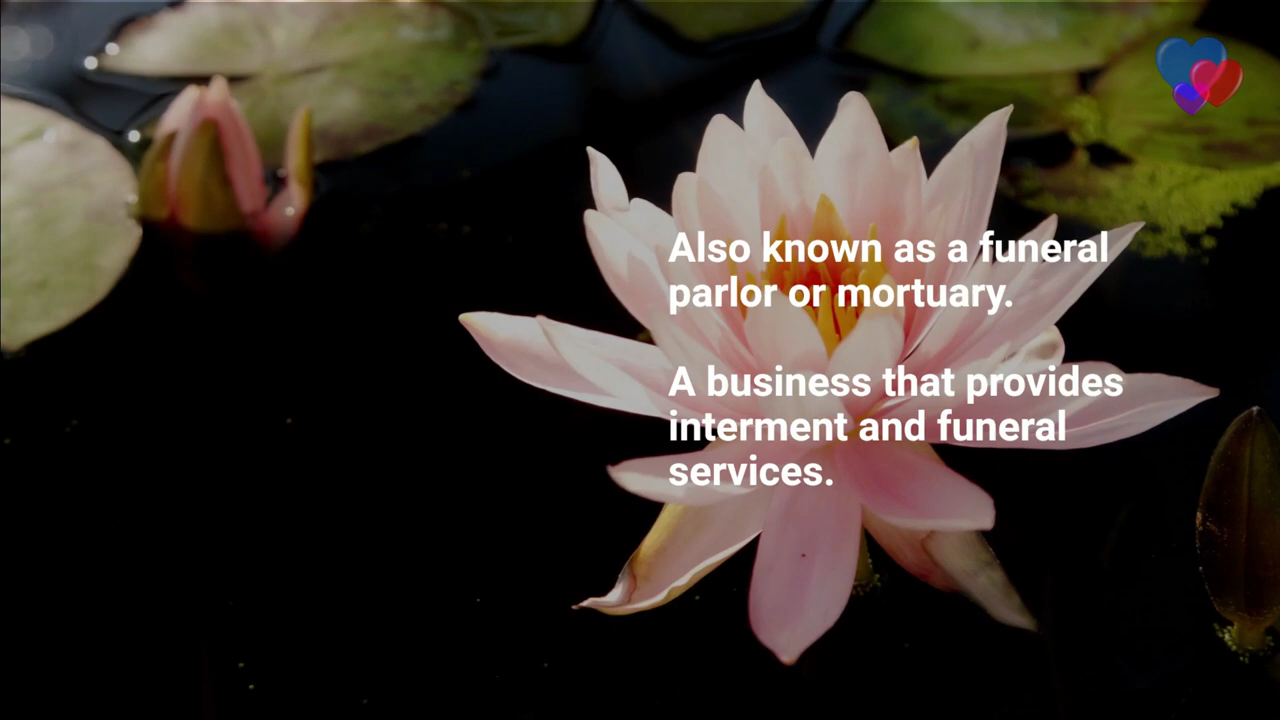 Also known as a funeral
parlor or mortuary.
A business that provides
interment and funeral
services.